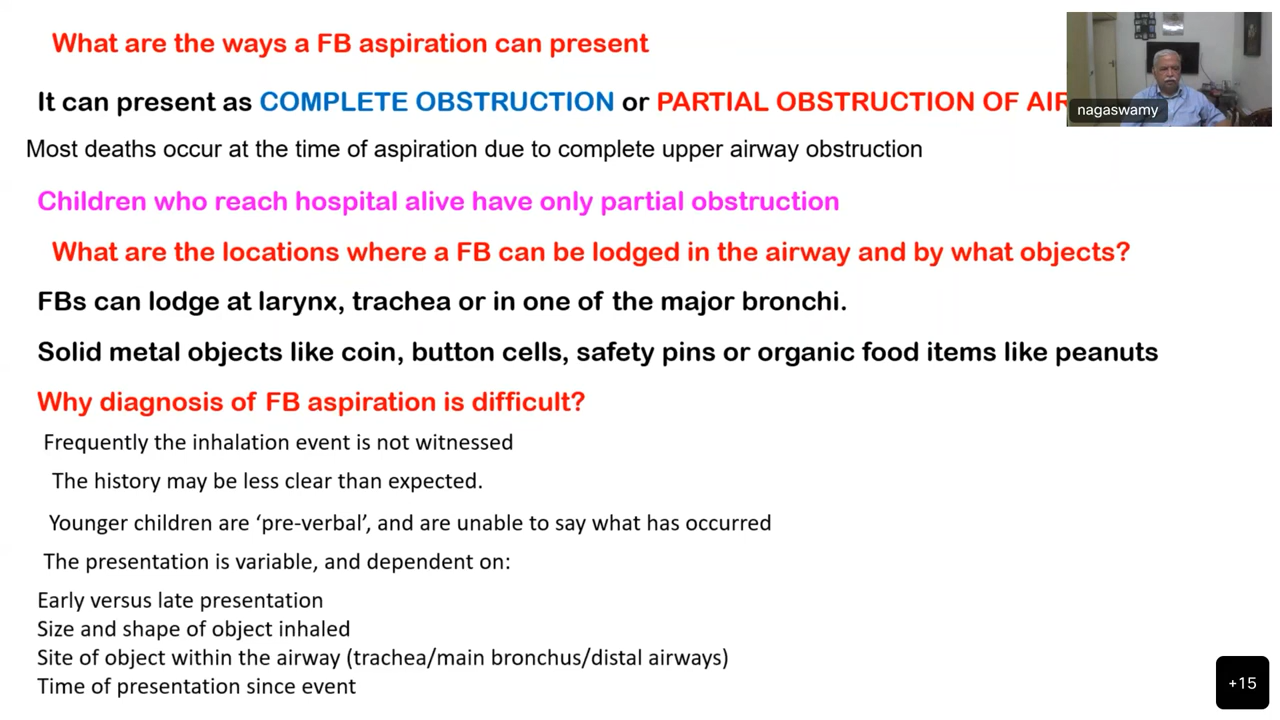 What are the ways a FB aspiration can present
It can present as COMPLETE OBSTRUCTION or PARTIAL OBSTRUCTION OF AIR
nagaswamy
Most deaths occur at the time of aspiration due to complete upper airway obstruction
Children who reach hospital alive have only partial obstruction
What are the locations where a FB can be lodged in the airway and by what objects?
FBs can lodge at larynx, trachea or in one of the major bronchi.
Solid metal objects like coin, button cells, safety pins or organic food items like peanuts
Why diagnosis of FB aspiration is difficult?
Frequently the inhalation event is not witnessed
The history may be less clear than expected.
Younger children are ‘pre-verbal’, and are unable to say what has occurred
The presentation is variable, and dependent on:
Early versus late presentation
Size and shape of object inhaled
Site of object within the airway (trachea/main bronchus/distal airways)
Time of presentation since event
+15